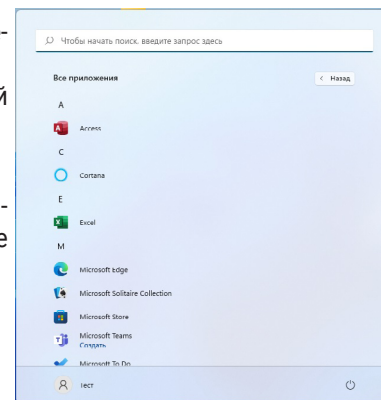 Чтобы начать поиск, введите запрос здесь
Все приложения
< Назад
A
Access
C
Cortana
E
Excel
M
Microsoft Edge
Microsoft Solitaire Collection
Microsoft Store
Microsoft Teams
Создать
Microsoft To Do
Тест
-
й
-
е